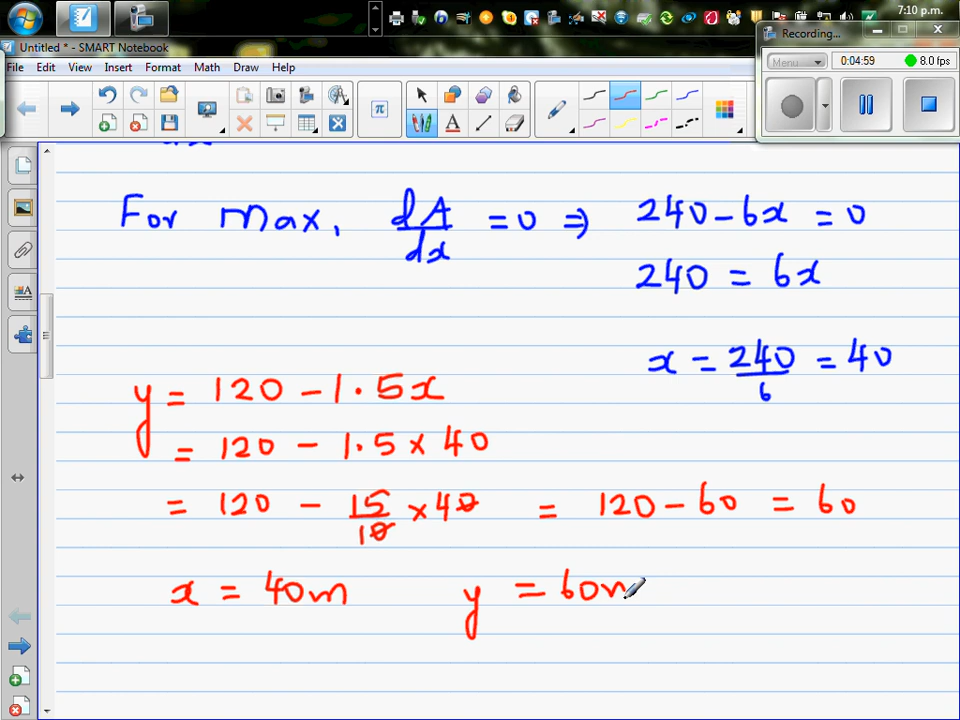 7:10 p.m.
Untitled * - SMART Notebook
Recording...
File Edit View Insert Format Math Draw Help
Menu 0:04:59 8.0 fps
For Max, dA/dx = 0 ⇒ 240 - 6x = 0
240 = 6x
x = 240/6 = 40
y = 120 - 1.5x
= 120 - 1.5 × 40
= 120 - 15/10 × 40 = 120 - 60 = 60
x = 40m y = 60m